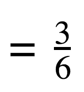 = 3/6